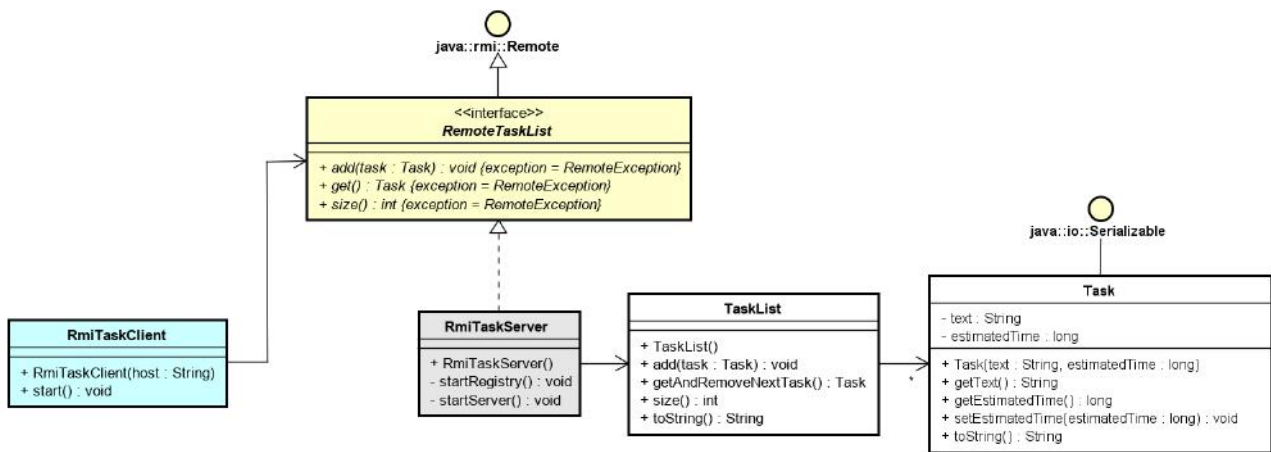 java::rmi::Remote
<<interface>>
RemoteTaskList
+ add(task : Task) : void {exception = RemoteException}
+ get() : Task {exception = RemoteException}
+ size() : int {exception = RemoteException}
java::io::Serializable
RmiTaskClient
+ RmiTaskClient(host : String)
+ start() : void
RmiTaskServer
+ RmiTaskServer()
- startRegistry() : void
- startServer() : void
TaskList
+ TaskList()
+ add(task : Task) : void
+ getAndRemoveNextTask() : Task
+ size() : int
+ toString() : String
*
Task
- text : String
- estimatedTime : long
+ Task(text : String, estimatedTime : long)
+ getText() : String
+ getEstimatedTime() : long
+ setEstimatedTime(estimatedTime : long) : void
+ toString() : String